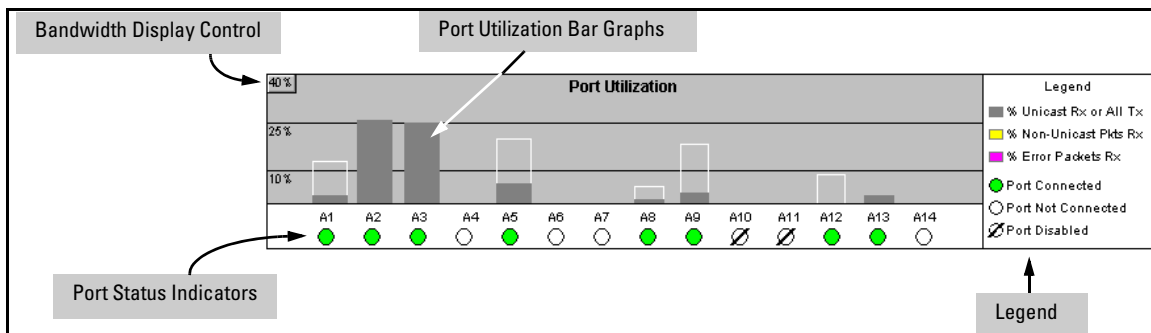 Bandwidth Display Control
Port Utilization Bar Graphs
40%
Port Utilization
25%
10%
A1 A2 A3 A4 A5 A6 A7 A8 A9 A10 A11 A12 A13 A14
Legend
% Unicast Rx or All Tx
% Non-Unicast Pkts Rx
% Error Packets Rx
Port Connected
Port Not Connected
Port Disabled
Port Status Indicators
Legend